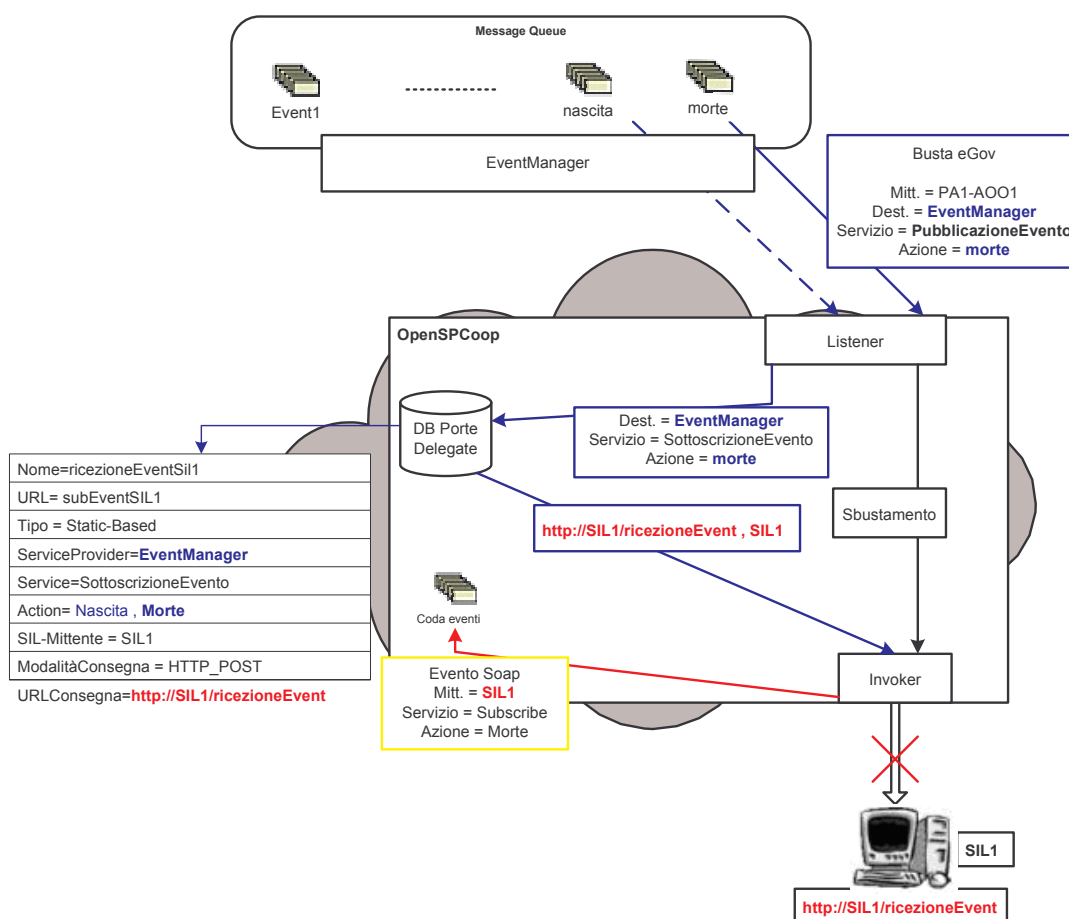 Message Queue
Event1
nascita
morte
EventManager
Busta eGov
Mitt. = PA1-AOO1
Dest. = EventManager
Servizio = PubblicazioneEvento
Azione = morte
OpenSPCoop
Listener
DB Porte
Delegate
Dest. = EventManager
Servizio = SottoscrizioneEvento
Azione = morte
Nome=ricezioneEventSil1
URL= subEventSIL1
Tipo = Static-Based
ServiceProvider=EventManager
Service=SottoscrizioneEvento
Action= Nascita , Morte
SIL-Mittente = SIL1
ModalitàConsegna = HTTP_POST
URLConsegna=http://SIL1/ricezioneEvent
Sbustamento
http://SIL1/ricezioneEvent , SIL1
Coda eventi
Evento Soap
Mitt. = SIL1
Servizio = Subscribe
Azione = Morte
Invoker
SIL1
http://SIL1/ricezioneEvent